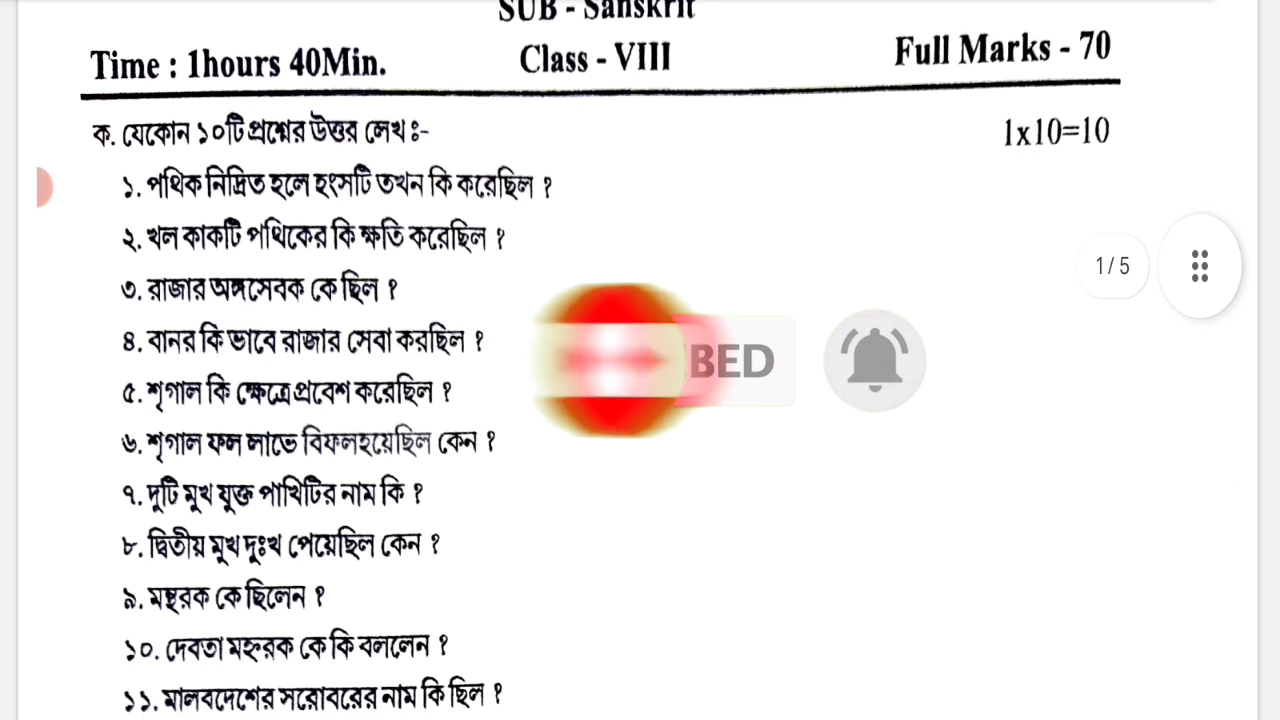 SUB - Sanskrit
Time : 1hours 40Min.
Class - VIII
Full Marks - 70
ক. যেকোন ১০টি প্রশ্নের উত্তর লেখ ঃ-
1x10=10
১. পথিক নিদ্রিত হলে হংসটি তখন কি করেছিল ?
২. খল কাকটি পথিকের কি ক্ষতি করেছিল ?
৩. রাজার অঙ্গসেবক কে ছিল ?
৪. বানর কি ভাবে রাজার সেবা করছিল ?
৫. শৃগাল কি ক্ষেত্রে প্রবেশ করেছিল ?
৬. শৃগাল ফল লাভে বিফলহয়েছিল কেন ?
৭. দুটি মুখ যুক্ত পাখিটির নাম কি ?
৮. দ্বিতীয় মুখ দুঃখ পেয়েছিল কেন ?
৯. মন্থরক কে ছিলেন ?
১০. দেবতা মহ্নরক কে কি বললেন ?
১১. মালবদেশের সরোবরের নাম কি ছিল ?
1/5
BED